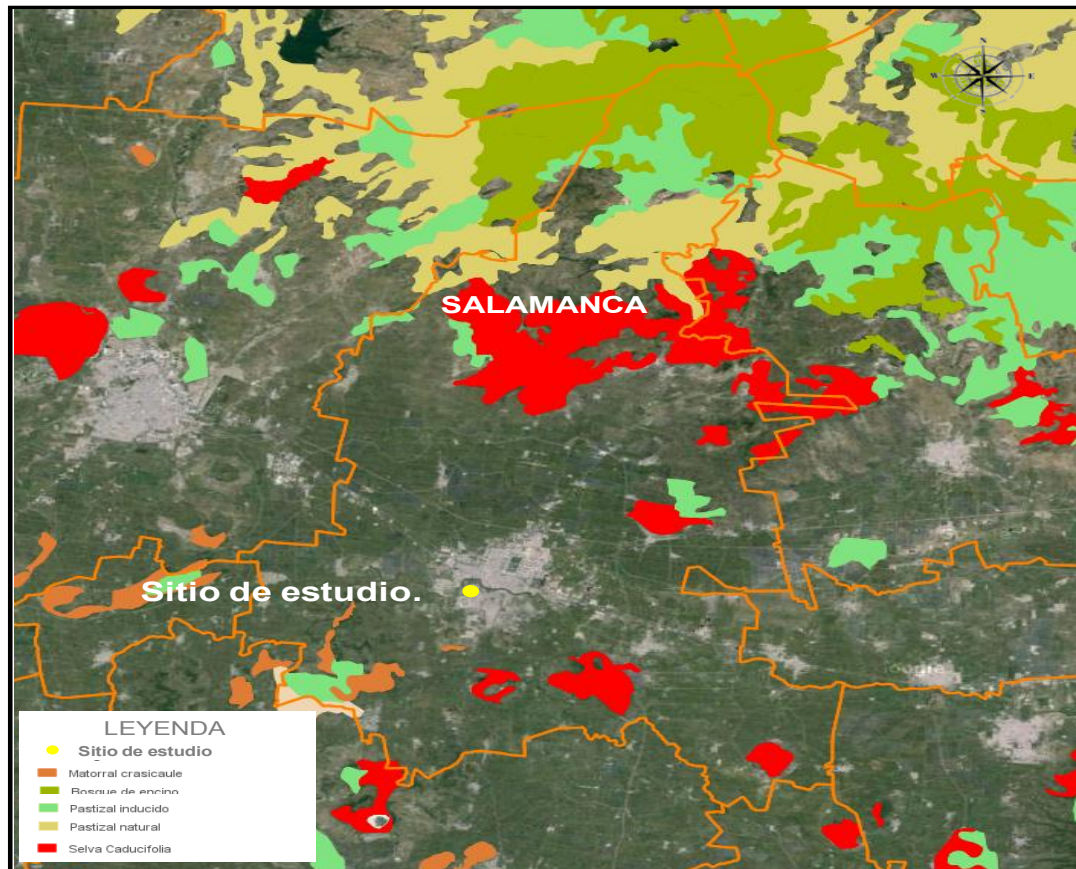 N
W E
S
SALAMANCA
Sitio de estudio.
LEYENDA
Sitio de estudio
Matorral crasicaule
Bosque de encino
Pastizal inducido
Pastizal natural
Selva Caducifolia